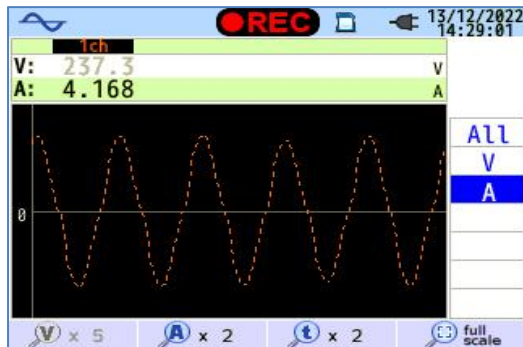 REC 13/12/2022
14:29:01
1ch
V: 237.3 V
A: 4.168 A
All
V
A
0
V x 5 A x 2 t x 2 full
scale